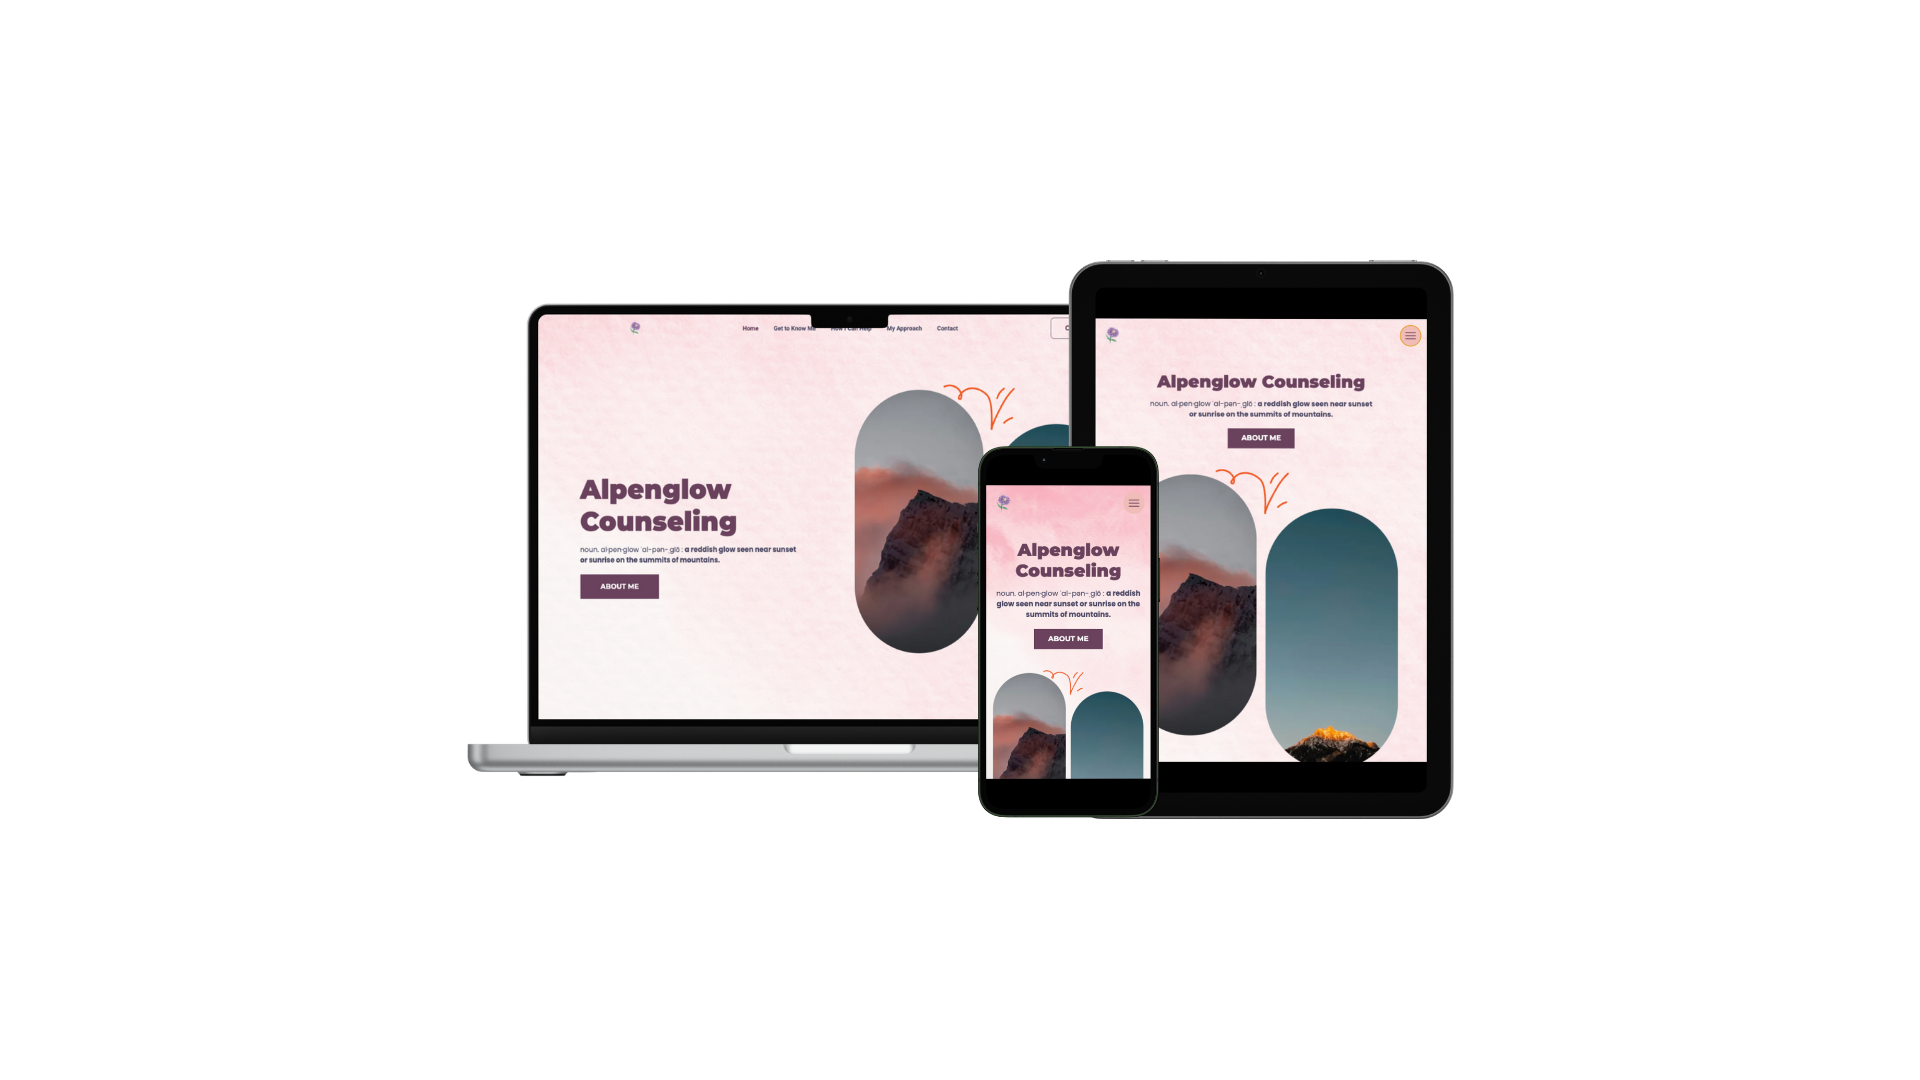 Home Get to Know Me How I Can Help My Approach Contact
Alpenglow
Counseling
noun. al·pen·glow ˈal-pən-ˌglō : a reddish glow seen near sunset
or sunrise on the summits of mountains.
ABOUT ME
Alpenglow
Counseling
noun. al·pen·glow ˈal-pən-ˌglō : a reddish
glow seen near sunset or sunrise on the
summits of mountains.
ABOUT ME
Alpenglow Counseling
noun. al·pen·glow ˈal-pən-ˌglō : a reddish glow seen near sunset
or sunrise on the summits of mountains.
ABOUT ME